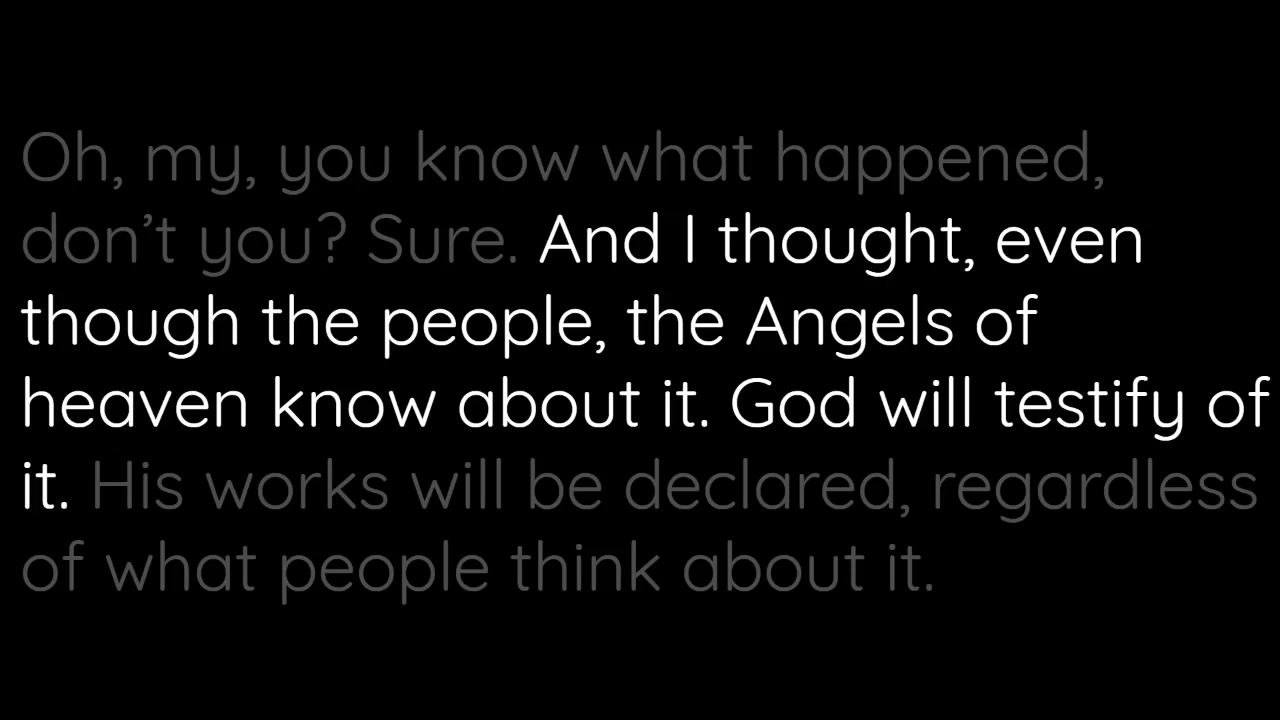 Oh, my, you know what happened,
don’t you? Sure. And I thought, even
though the people, the Angels of
heaven know about it. God will testify of
it. His works will be declared, regardless
of what people think about it.